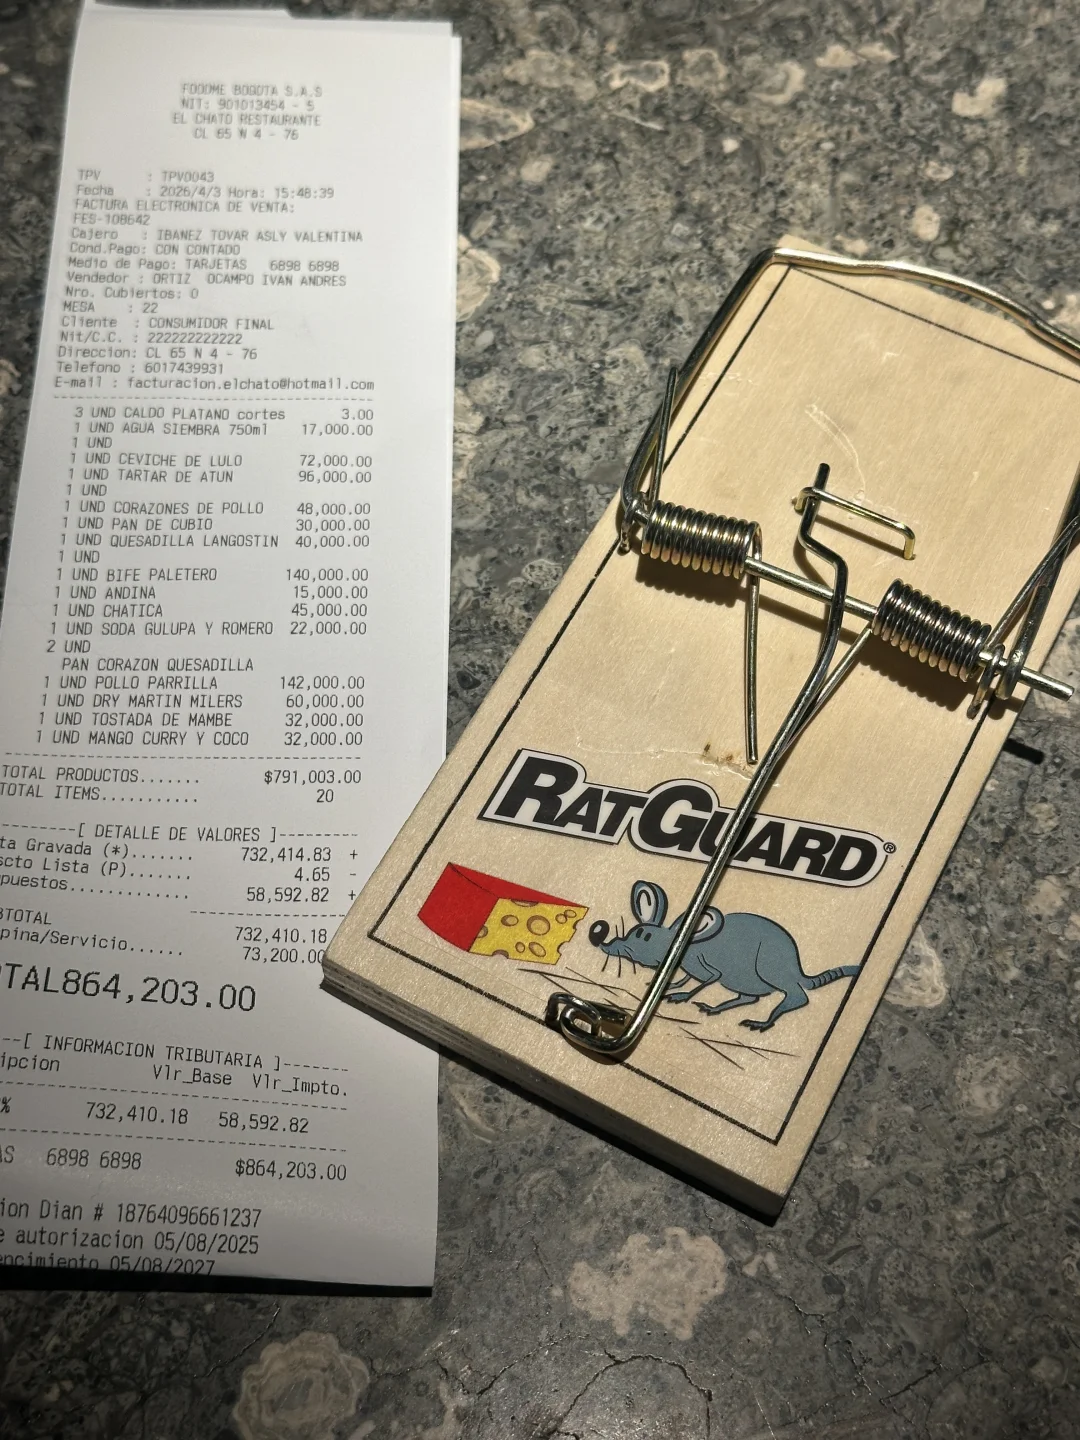 FOODME BOGOTA S.A.S
NIT: 901013454 - 5
EL CHATO RESTAURANTE
CL 65 N 4 - 76
TPV : TPV0043
Fecha : 2026/4/3 Hora: 15:48:39
FACTURA ELECTRONICA DE VENTA:
FES-108642
Cajero : IBANEZ TOVAR ASLY VALENTINA
Cond.Pago: CON CONTADO
Medio de Pago: TARJETAS 6898 6898
Vendedor : ORTIZ OCAMPO IVAN ANDRES
Nro. Cubiertos: 0
MESA : 22
Cliente : CONSUMIDOR FINAL
Nit/C.C. : 222222222222
Direccion: CL 65 N 4 - 76
Telefono : 6017439931
E-mail : facturacion.elchato@hotmail.com
3 UND CALDO PLATANO cortes 3.00
1 UND AGUA SIEMBRA 750ml 17,000.00
1 UND
1 UND CEVICHE DE LULO 72,000.00
1 UND TARTAR DE ATUN 96,000.00
1 UND
1 UND CORAZONES DE POLLO 48,000.00
1 UND PAN DE CUBIO 30,000.00
1 UND QUESADILLA LANGOSTIN 40,000.00
1 UND
1 UND BIFE PALETERO 140,000.00
1 UND ANDINA 15,000.00
1 UND CHATICA 45,000.00
1 UND SODA GULUPA Y ROMERO 22,000.00
2 UND
PAN CORAZON QUESADILLA
1 UND POLLO PARRILLA 142,000.00
1 UND DRY MARTIN MILERS 60,000.00
1 UND TOSTADA DE MAMBE 32,000.00
1 UND MANGO CURRY Y COCO 32,000.00
TOTAL PRODUCTOS....... $791,003.00
TOTAL ITEMS........... 20
--------[ DETALLE DE VALORES ]---------
ta Gravada (*)....... 732,414.83 +
scto Lista (P)....... 4.65 -
puestos............. 58,592.82 +
BTOTAL 732,410.18
pina/Servicio...... 73,200.00
TAL864,203.00
--[ INFORMACION TRIBUTARIA ]-------
ipcion Vlr_Base Vlr_Impto.
% 732,410.18 58,592.82
AS 6898 6898 $864,203.00
ion Dian # 18764096661237
e autorizacion 05/08/2025
encimiento 05/08/2027
RATGUARD®